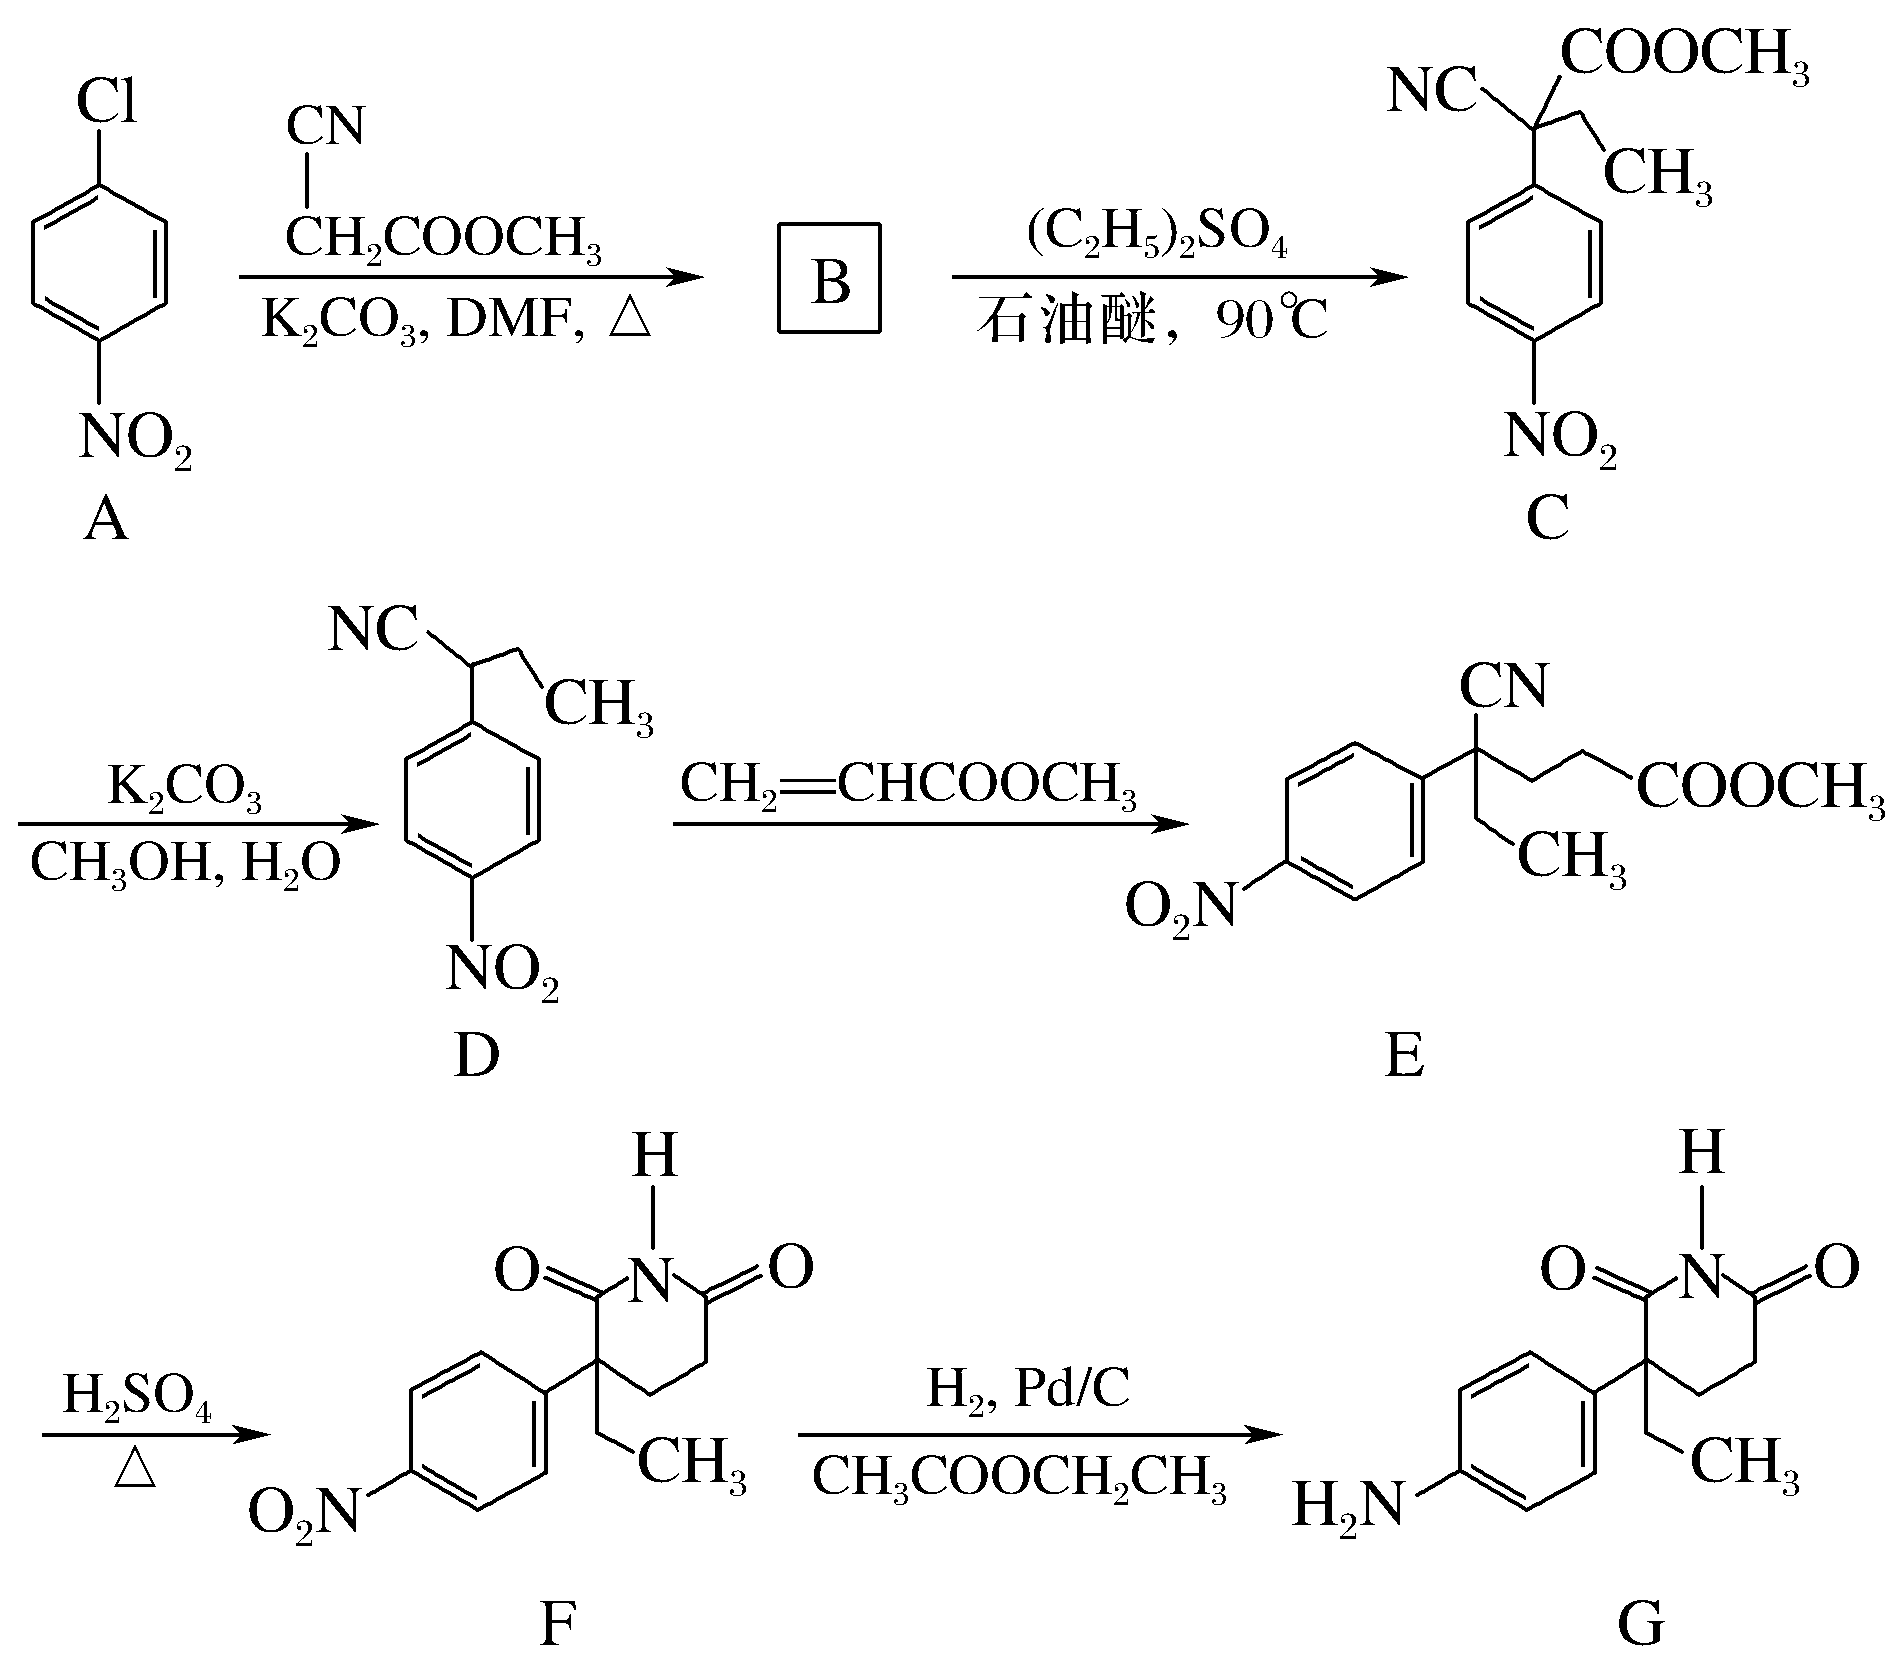 Cl
NO₂
A
CN
CH₂COOCH₃
K₂CO₃, DMF, △
B
(C₂H₅)₂SO₄
石油醚，90℃
NC
COOCH₃
CH₃
NO₂
C
K₂CO₃
CH₃OH, H₂O
NC
CH₃
NO₂
D
CH₂=CHCOOCH₃
CN
COOCH₃
CH₃
O₂N
E
H₂SO₄
△
H
O N O
CH₃
O₂N
F
H₂, Pd/C
CH₃COOCH₂CH₃
H
O N O
CH₃
H₂N
G